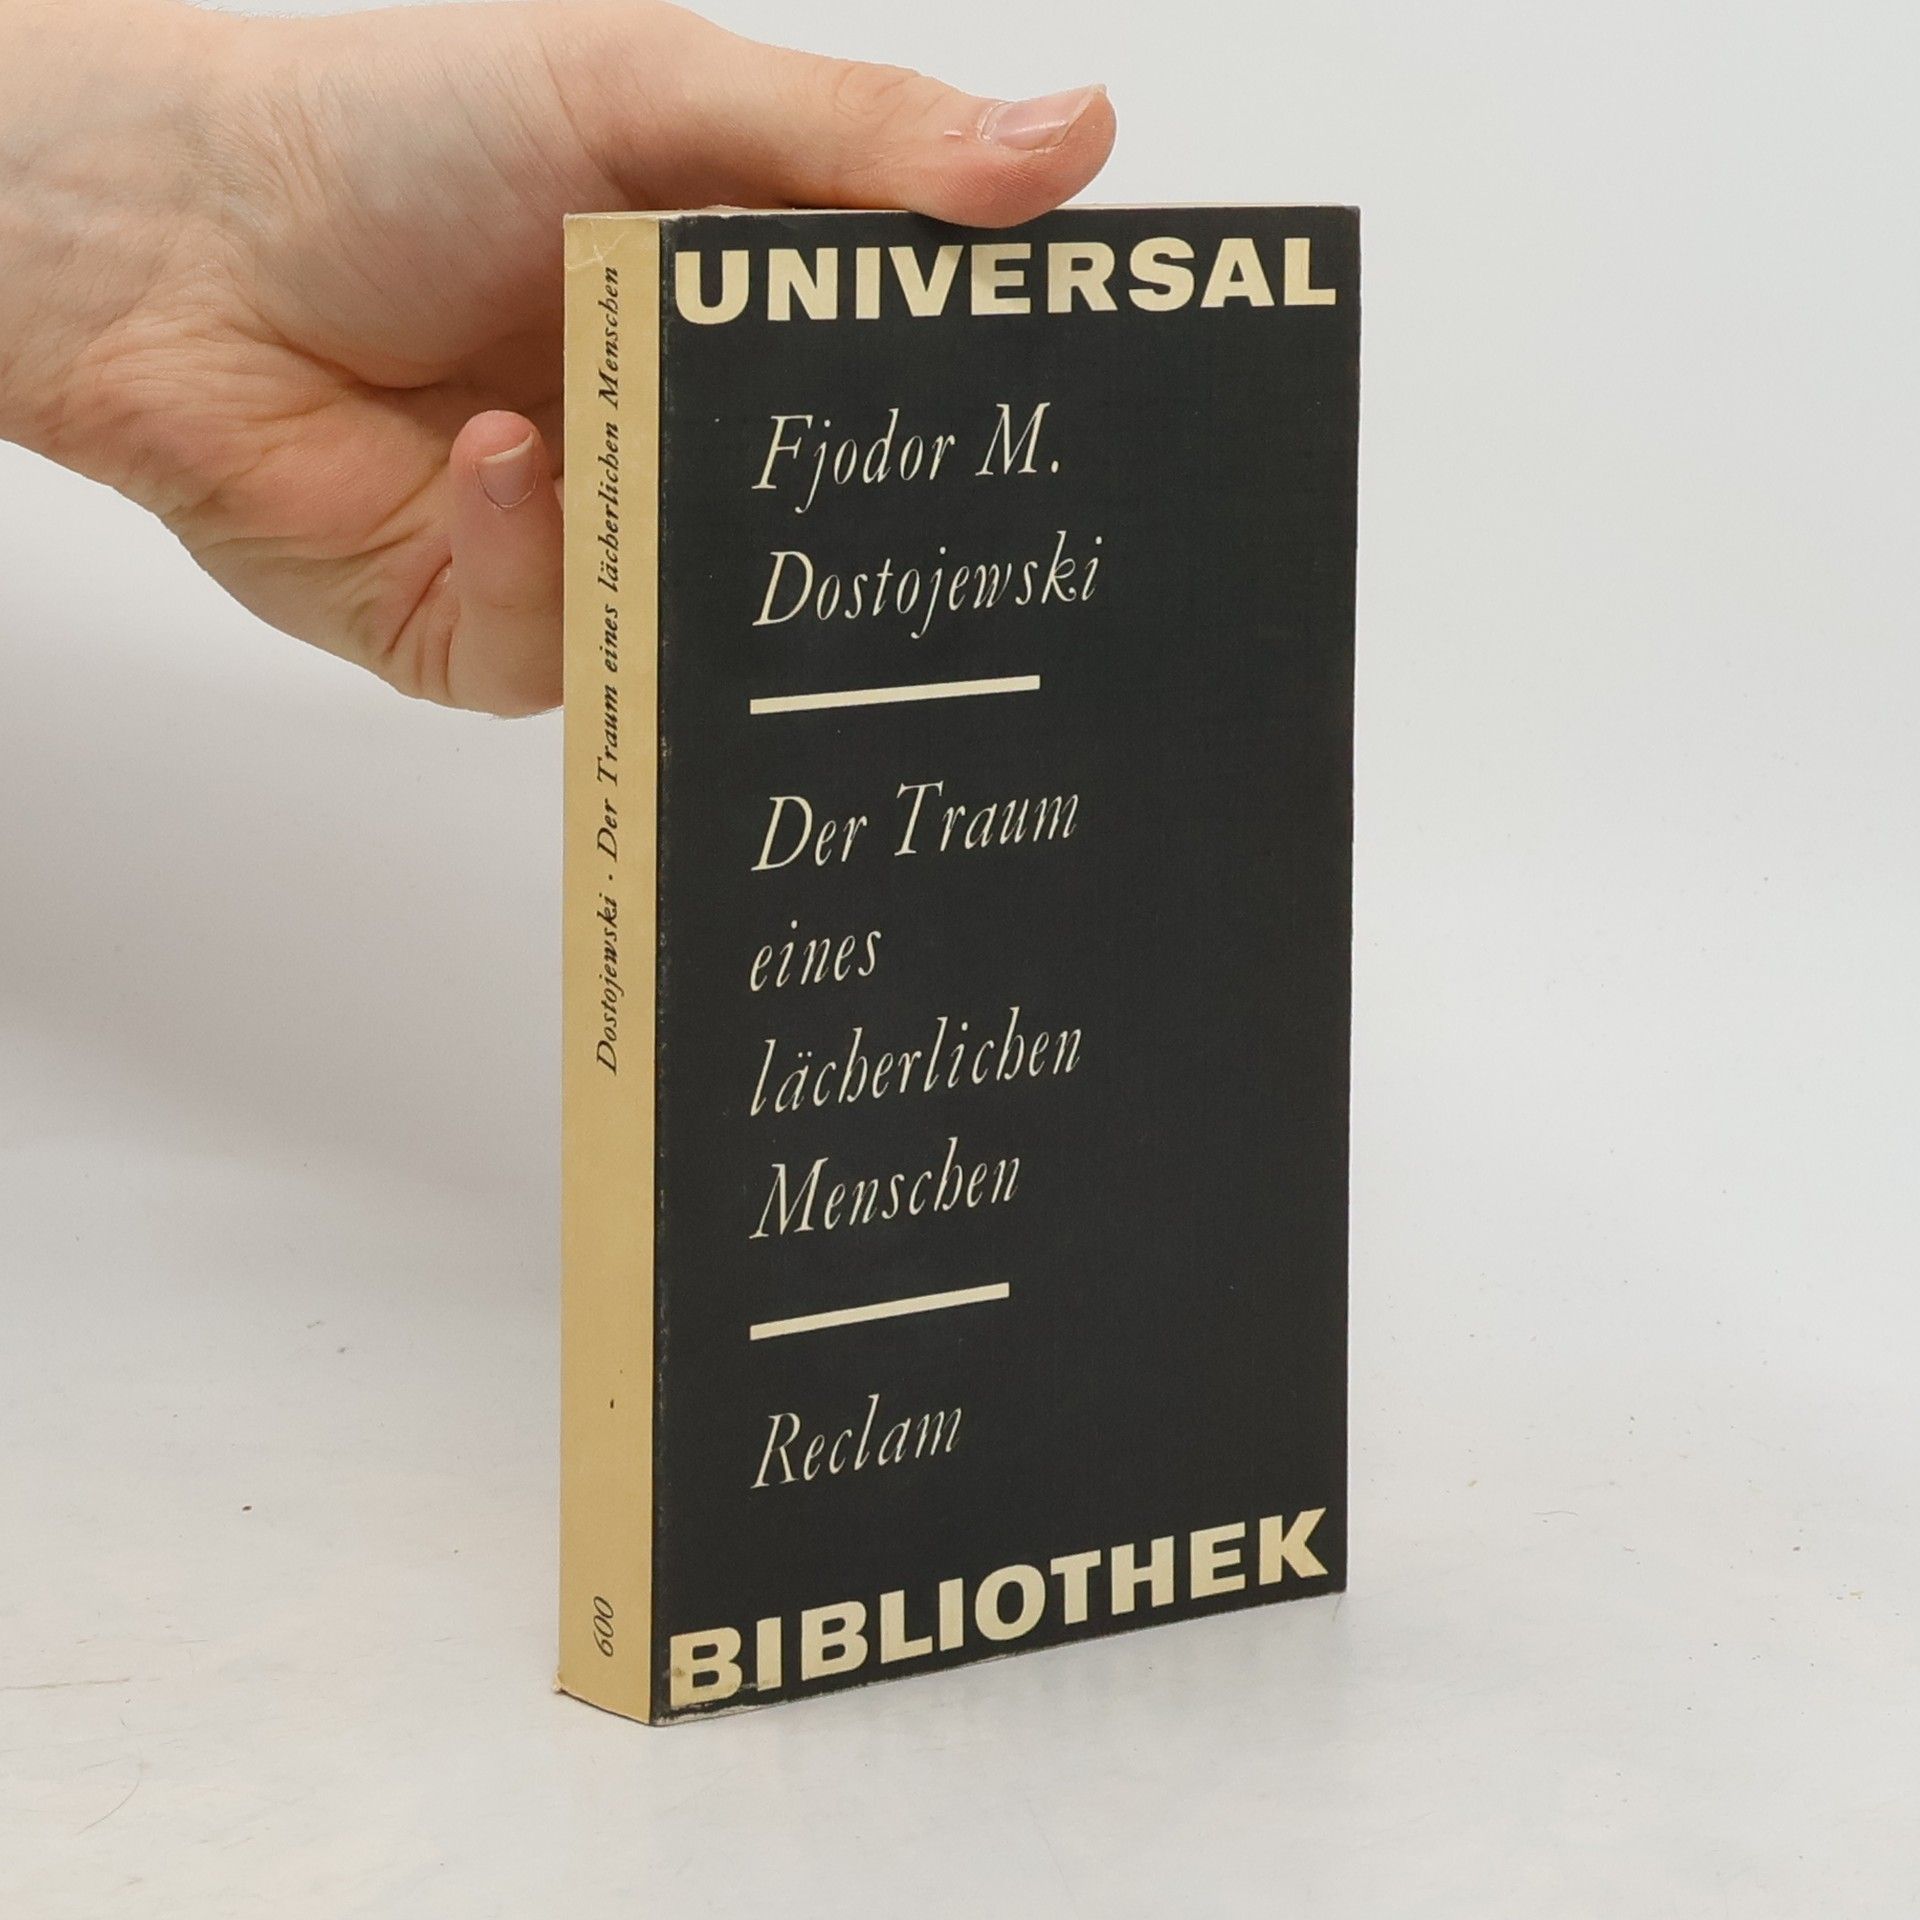 UNIVERSAL
Fjodor M.
Dostojewski
Der Traum
eines
lächerlichen
Menschen
Reclam
BIBLIOTHEK
Dostojewski · Der Traum eines lächerlichen Menschen
600